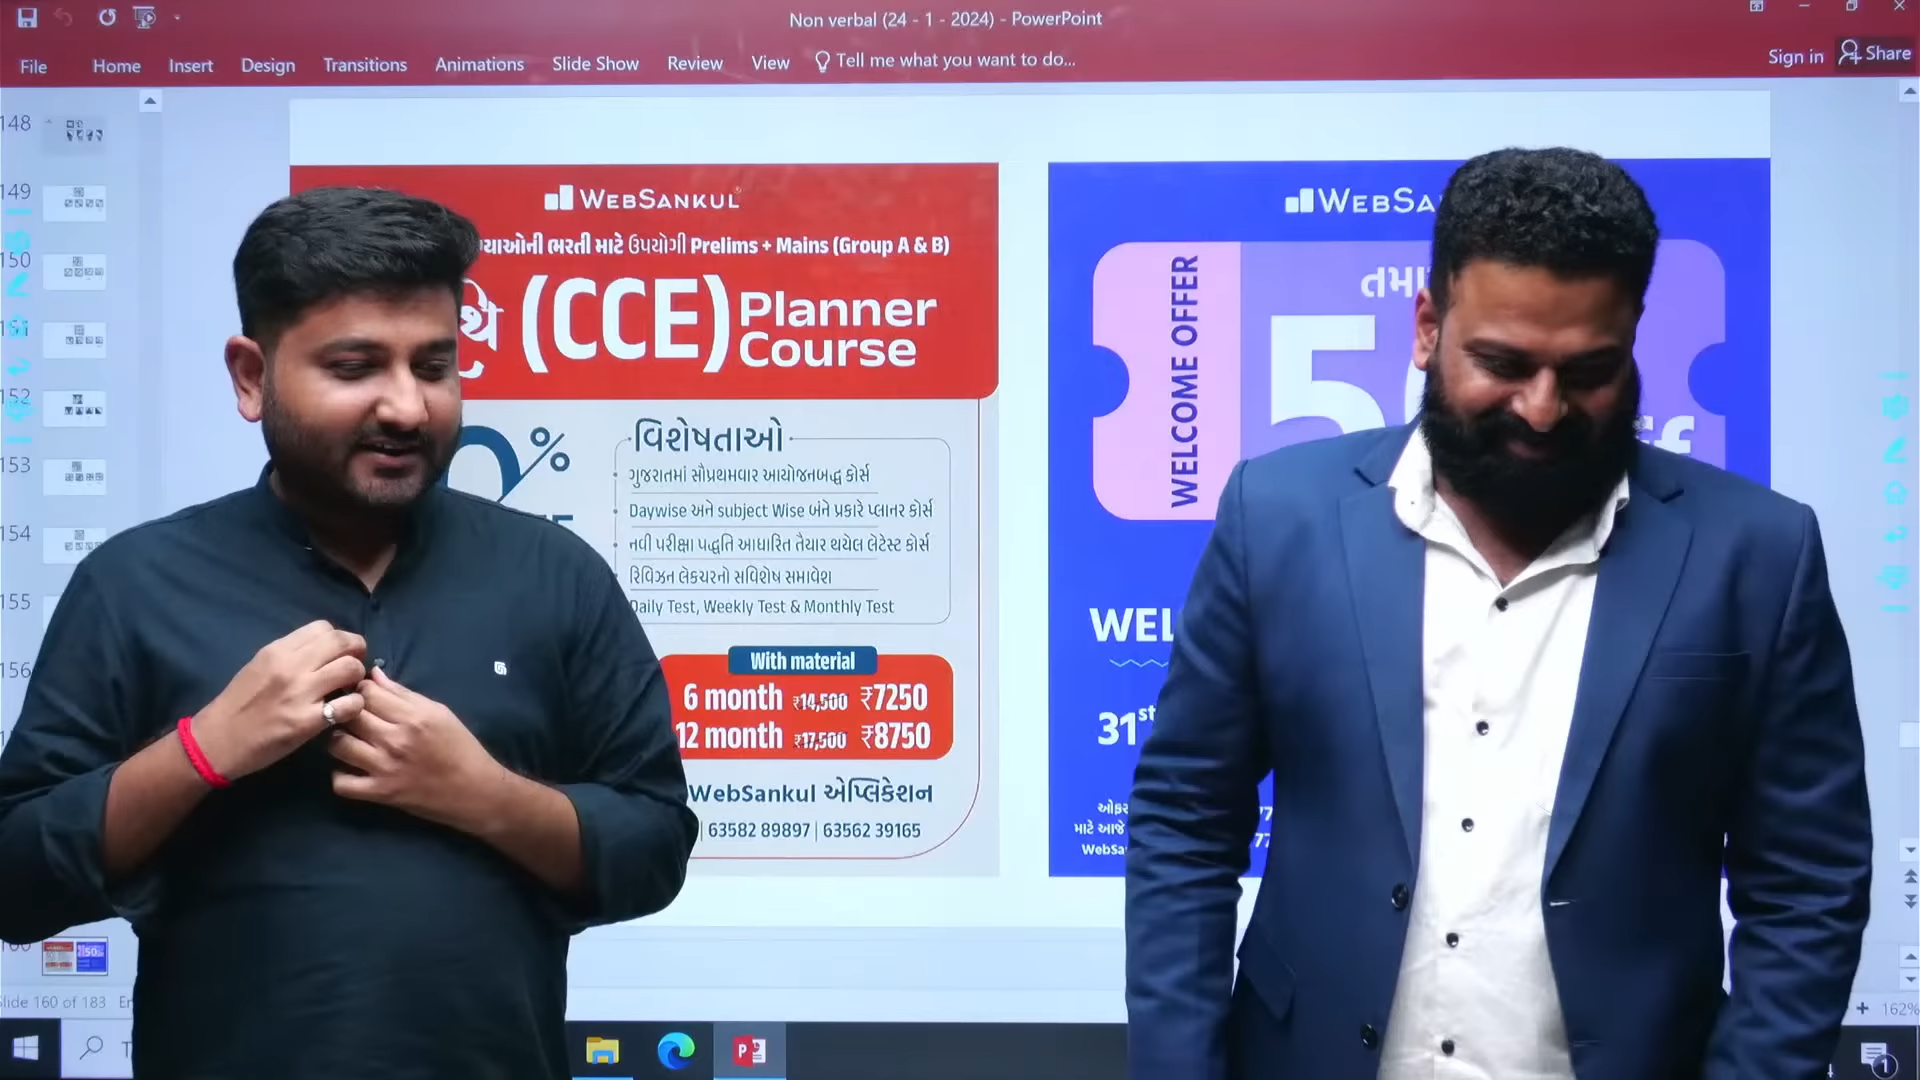 Non verbal (24 - 1 - 2024) - PowerPoint
File Home Insert Design Transitions Animations Slide Show Review View Tell me what you want to do...
Sign in Share
148
149
150
151
152
153
154
155
156
WEBSANKUL
ભરતી માટે ઉપયોગી Prelims + Mains (Group A & B)
(CCE) Planner
Course
%
વિશેષતાઓ
ગુજરાતમાં સૌપ્રથમવાર આયોજનબદ્ધ કોર્સ
Daywise અને subject Wise બંને પ્રકારે પ્લાનર કોર્સ
નવી પરીક્ષા પદ્ધતિ આધારિત તૈયાર થયેલ લેટેસ્ટ કોર્સ
રિવિઝન લેકચરનો સવિશેષ સમાવેશ
Daily Test, Weekly Test & Monthly Test
With material
6 month ₹14,500 ₹7250
12 month ₹17,500 ₹8750
WebSankul એપ્લિકેશન
| 63582 89897 | 63562 39165
WELCOME OFFER
31st
માટે આજે
Slide 160 of 183
162%